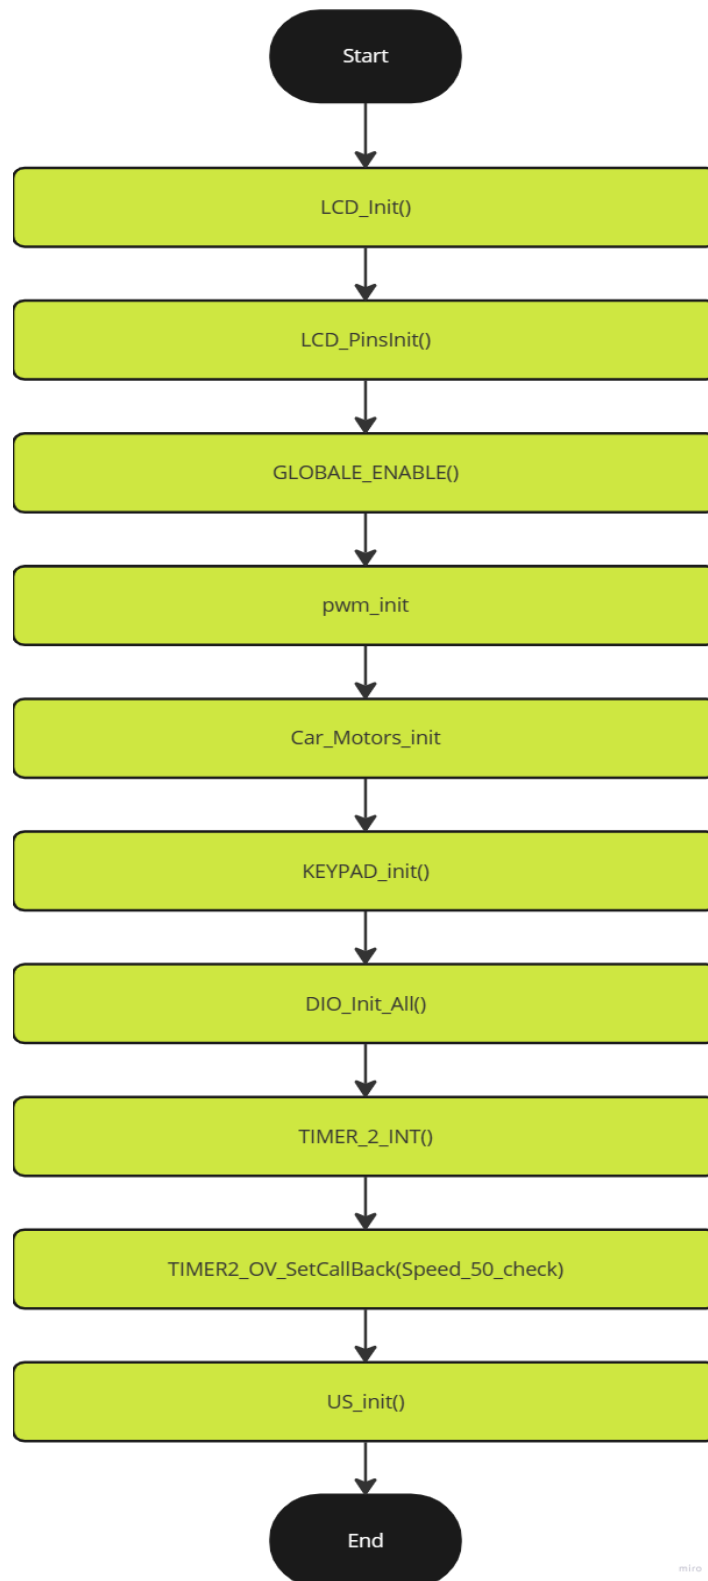 Start
LCD_Init()
LCD_PinsInit()
GLOBALE_ENABLE()
pwm_init
Car_Motors_init
KEYPAD_init()
DIO_Init_All()
TIMER_2_INT()
TIMER2_OV_SetCallBack(Speed_50_check)
US_init()
End
miro